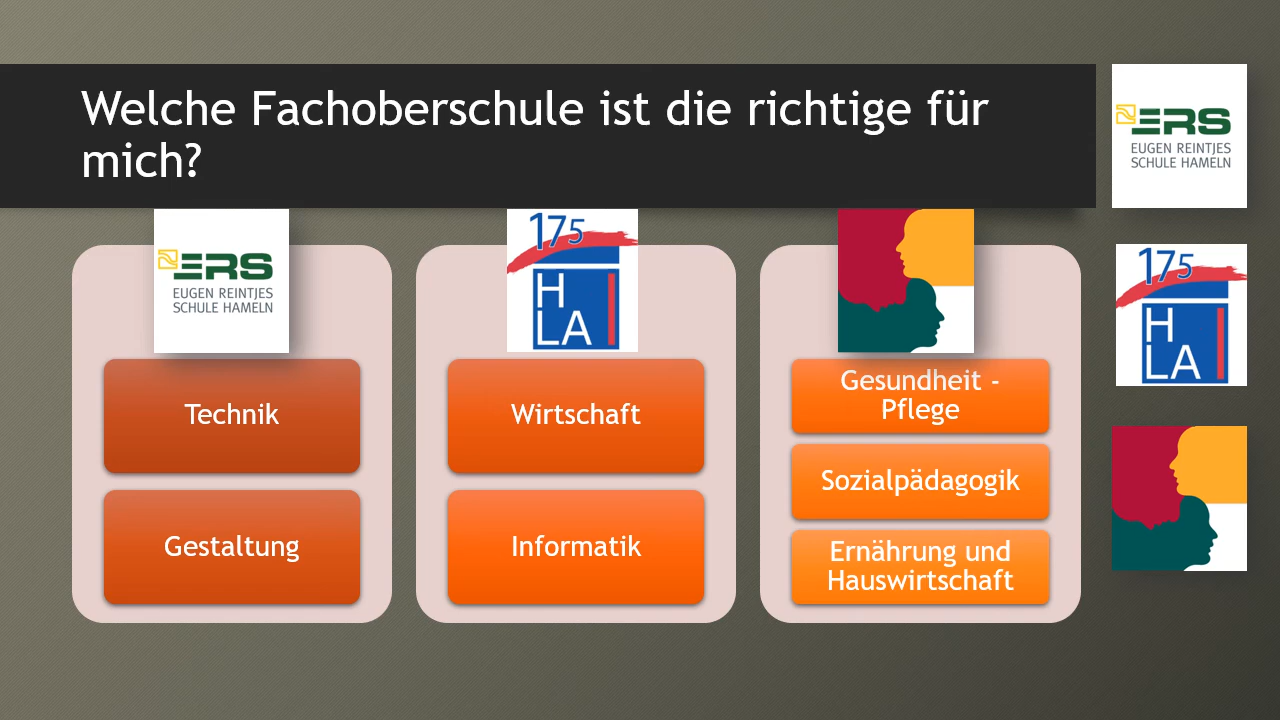 Welche Fachoberschule ist die richtige für
mich?
ERS
EUGEN REINTJES
SCHULE HAMELN
ERS
EUGEN REINTJES
SCHULE HAMELN
Technik
Gestaltung
175
H
LA
Wirtschaft
Informatik
Gesundheit -
Pflege
Sozialpädagogik
Ernährung und
Hauswirtschaft
175
H
LA